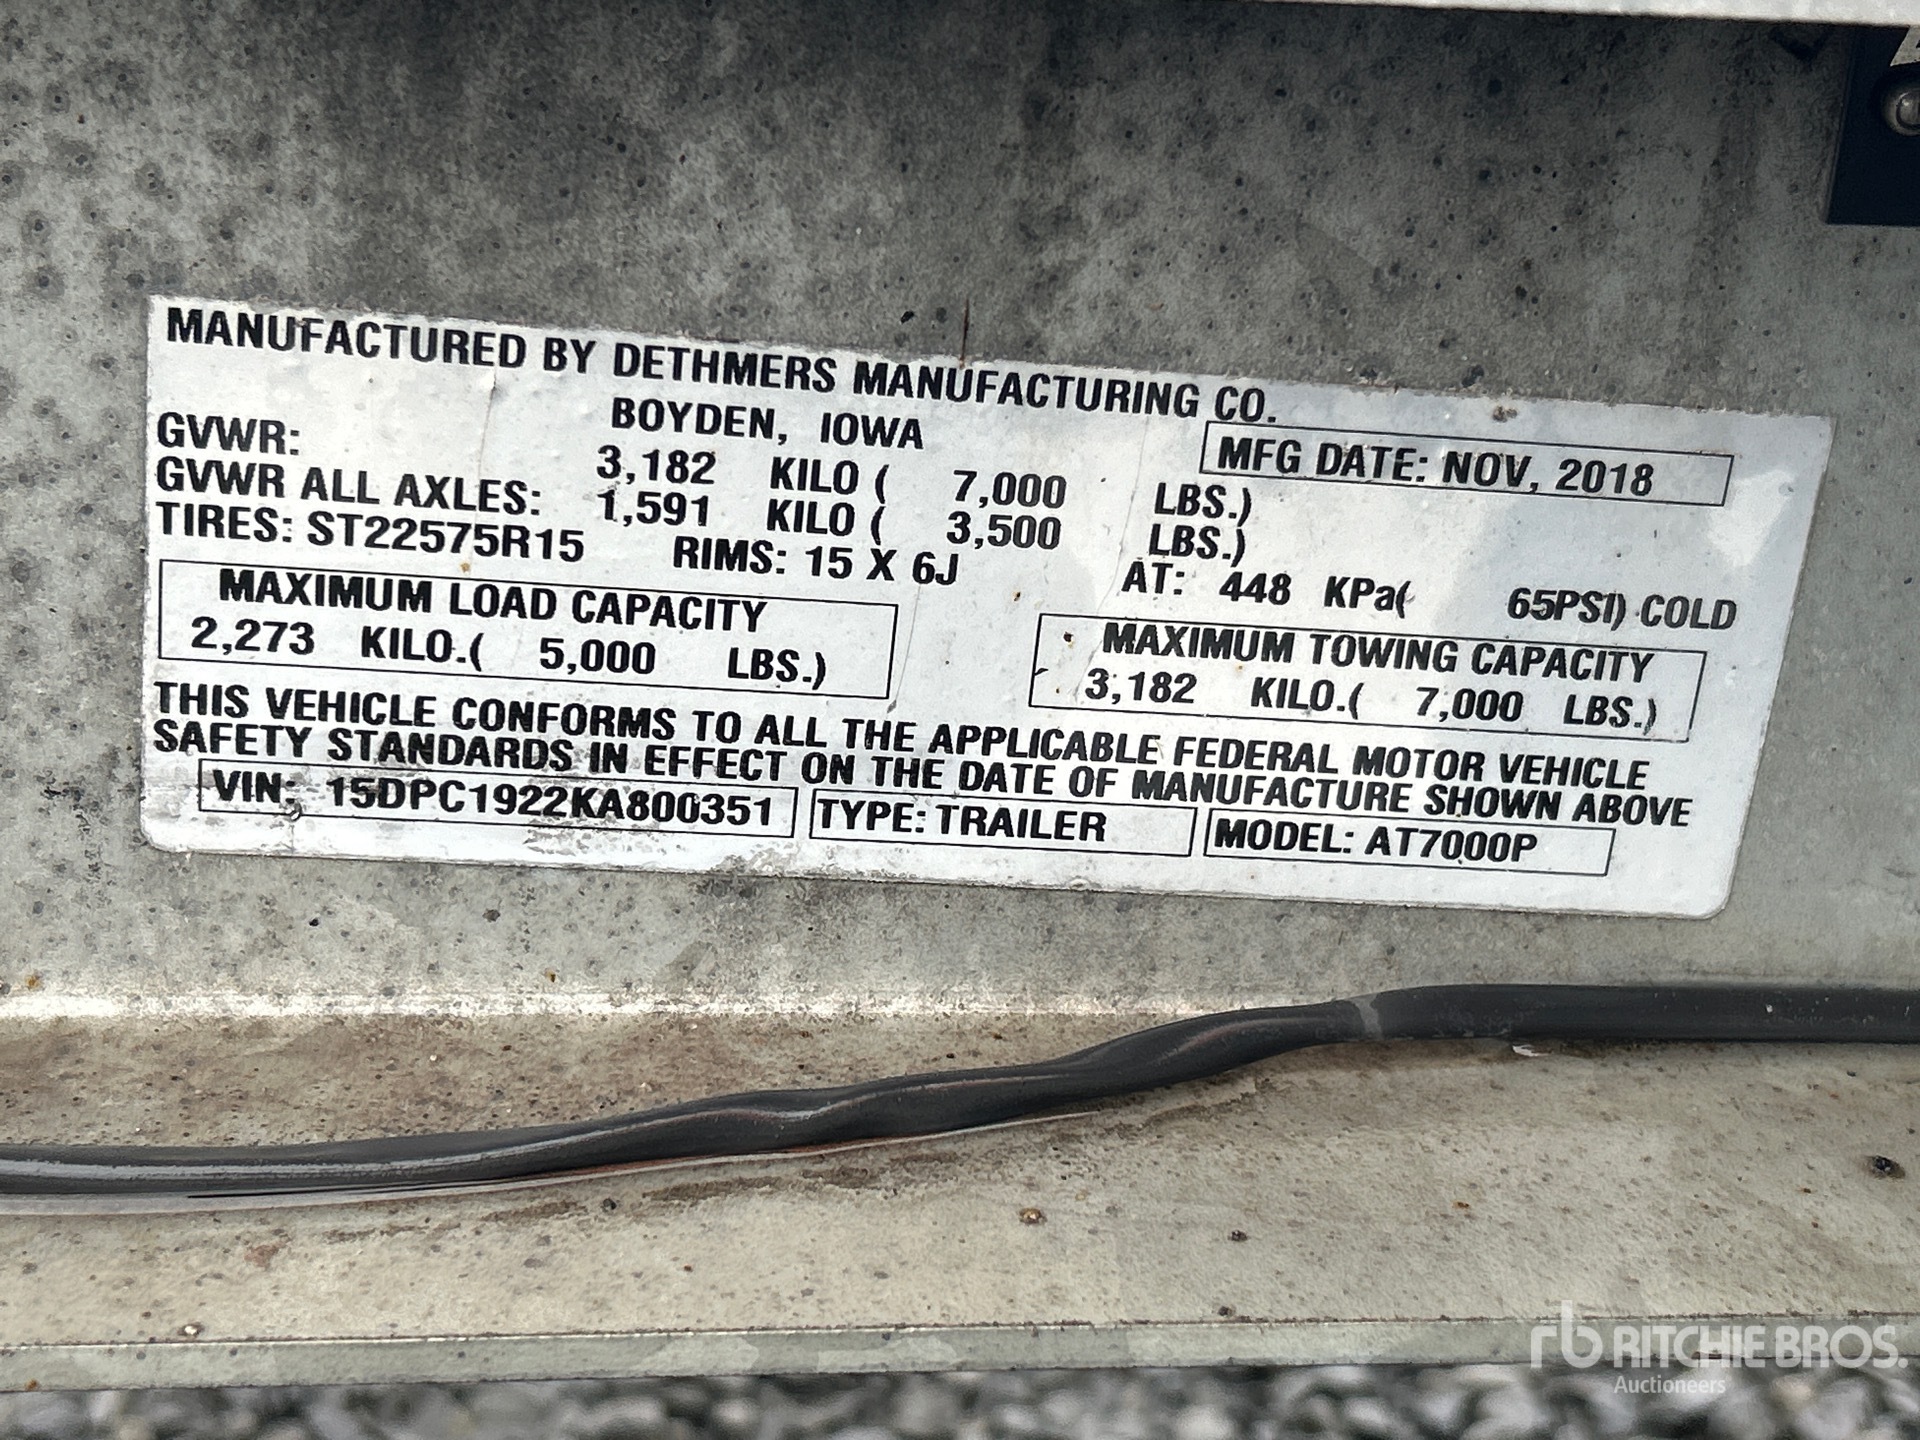 MANUFACTURED BY DETHMERS MANUFACTURING CO.
BOYDEN, IOWA
MFG DATE: NOV, 2018
GVWR: 3,182 KILO ( 7,000 LBS.)
GVWR ALL AXLES: 1,591 KILO ( 3,500 LBS.)
TIRES: ST22575R15 RIMS: 15 X 6J AT: 448 KPa( 65PSI) COLD
MAXIMUM LOAD CAPACITY
2,273 KILO.( 5,000 LBS.)
MAXIMUM TOWING CAPACITY
3,182 KILO.( 7,000 LBS.)
THIS VEHICLE CONFORMS TO ALL THE APPLICABLE FEDERAL MOTOR VEHICLE
SAFETY STANDARDS IN EFFECT ON THE DATE OF MANUFACTURE SHOWN ABOVE
VIN: 15DPC1922KA800351 TYPE: TRAILER MODEL: AT7000P
rb RITCHIE BROS.
Auctioneers